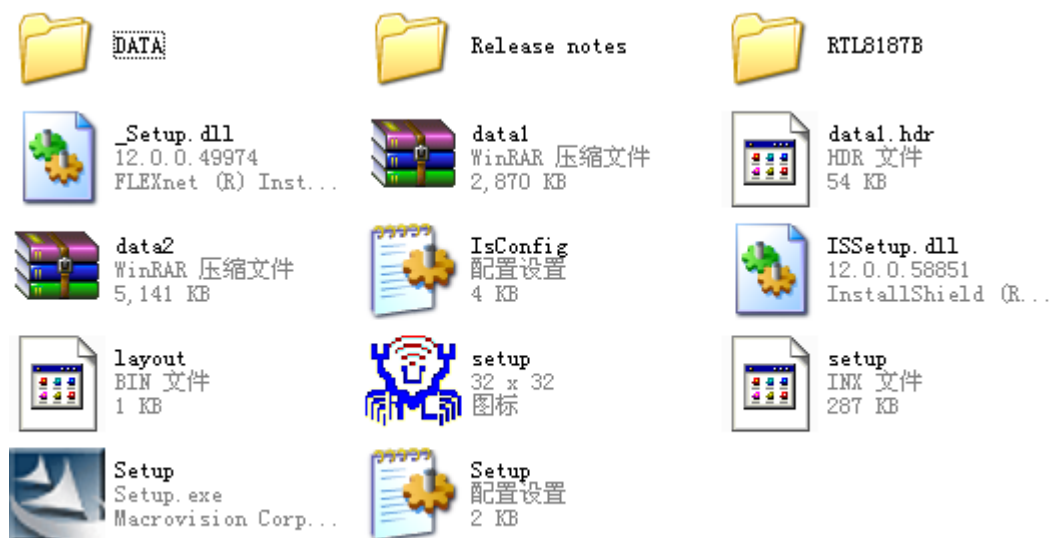 DATA
Release notes
RTL8187B
_Setup.dll
12.0.0.49974
FLEXnet (R) Inst...
data1
WinRAR 压缩文件
2,870 KB
data1.hdr
HDR 文件
54 KB
data2
WinRAR 压缩文件
5,141 KB
IsConfig
配置设置
4 KB
ISSetup.dll
12.0.0.58851
InstallShield (R...
layout
BIN 文件
1 KB
setup
32 x 32
图标
setup
INX 文件
287 KB
Setup
Setup.exe
Macrovision Corp...
Setup
配置设置
2 KB